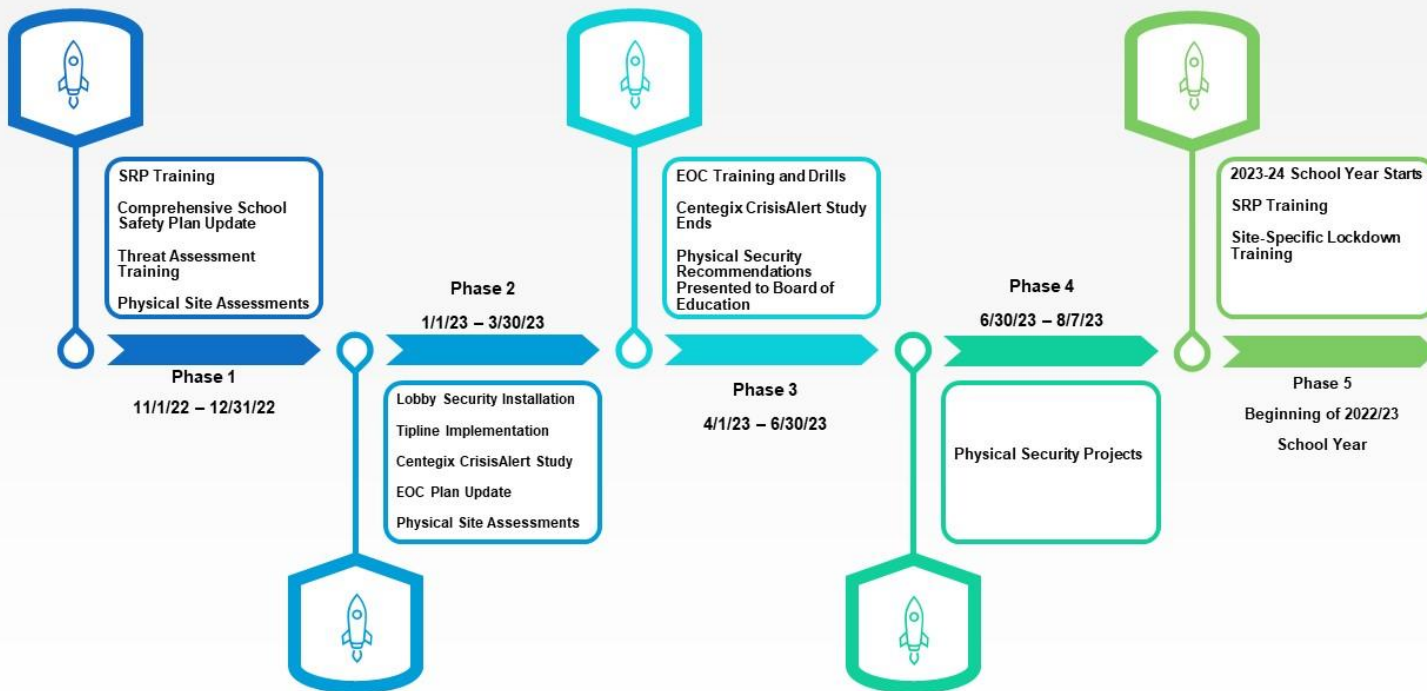 SRP Training
Comprehensive School
Safety Plan Update
Threat Assessment
Training
Physical Site Assessments
Phase 1
11/1/22 – 12/31/22
Phase 2
1/1/23 – 3/30/23
Lobby Security Installation
Tipline Implementation
Centegix CrisisAlert Study
EOC Plan Update
Physical Site Assessments
EOC Training and Drills
Centegix CrisisAlert Study
Ends
Physical Security
Recommendations
Presented to Board of
Education
Phase 3
4/1/23 – 6/30/23
Phase 4
6/30/23 – 8/7/23
Physical Security Projects
2023-24 School Year Starts
SRP Training
Site-Specific Lockdown
Training
Phase 5
Beginning of 2022/23
School Year